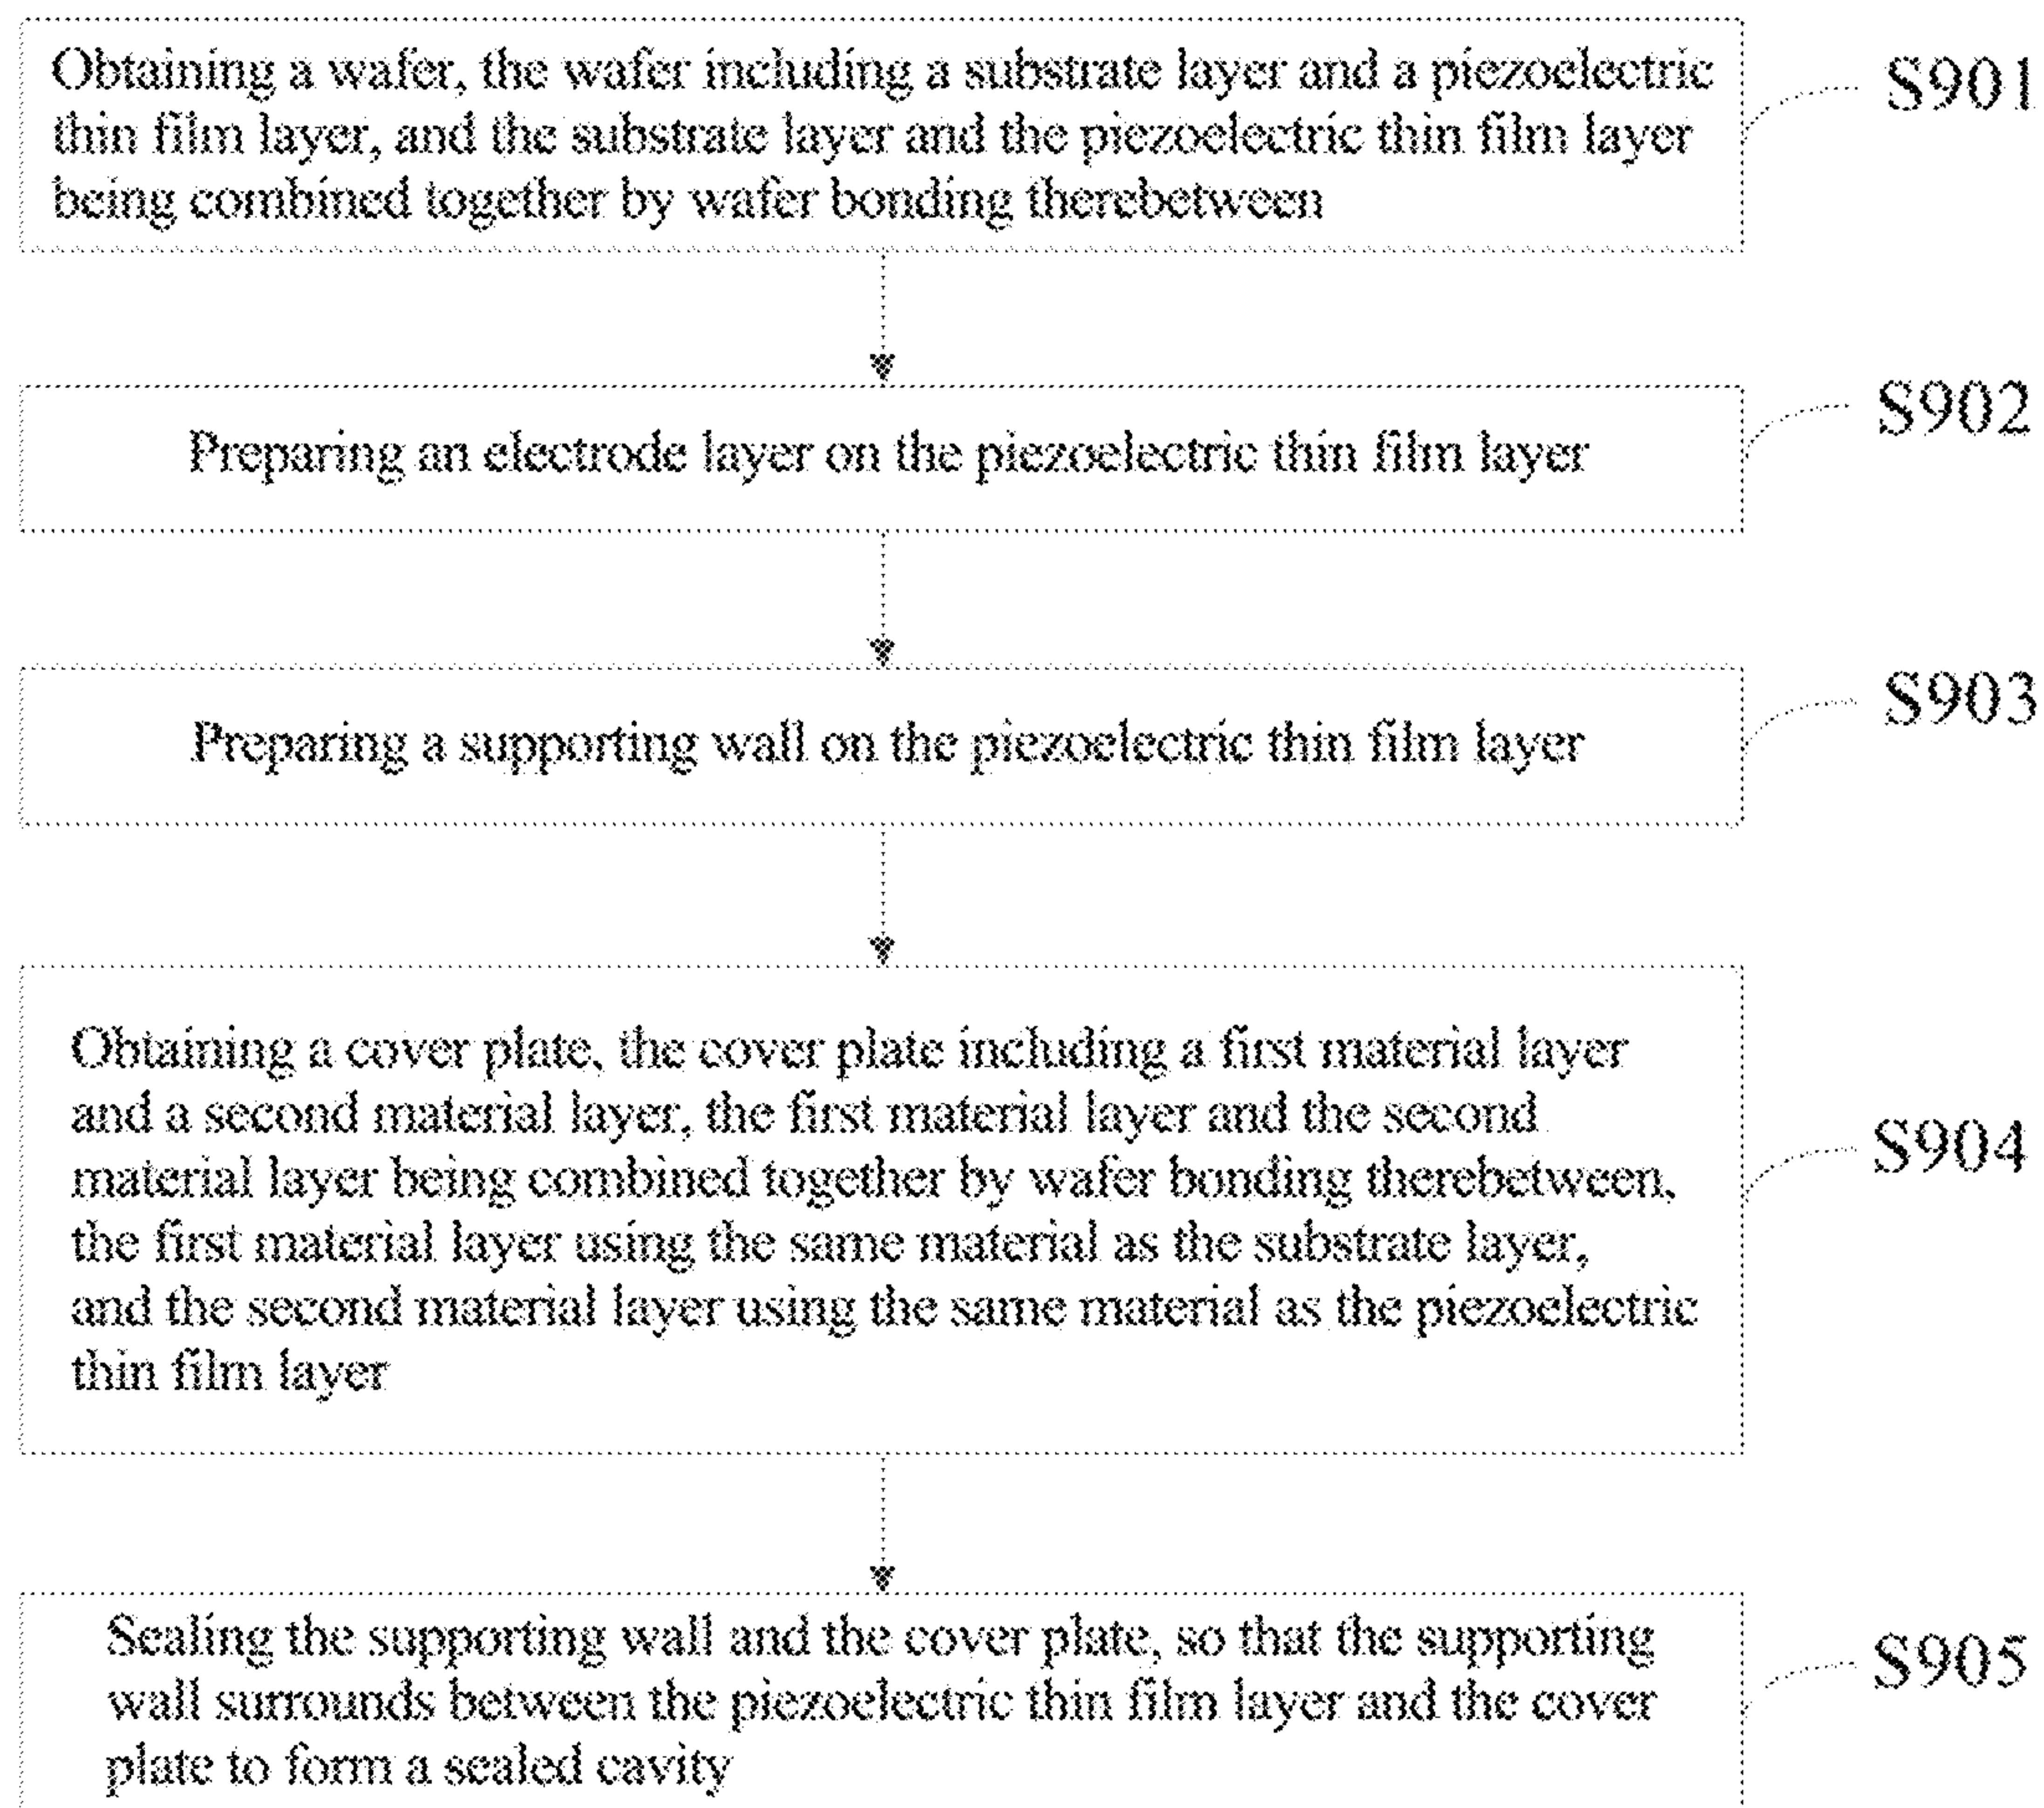 Obtaining a wafer, the wafer including a substrate layer and a piezoelectric
thin film layer, and the substrate layer and the piezoelectric thin film layer
being combined together by wafer bonding therebetween
S901
Preparing an electrode layer on the piezoelectric thin film layer
S902
Preparing a supporting wall on the piezoelectric thin film layer
S903
Obtaining a cover plate, the cover plate including a first material layer
and a second material layer, the first material layer and the second
material layer being combined together by wafer bonding therebetween,
the first material layer using the same material as the substrate layer,
and the second material layer using the same material as the piezoelectric
thin film layer
S904
Sealing the supporting wall and the cover plate, so that the supporting
wall surrounds between the piezoelectric thin film layer and the cover
plate to form a sealed cavity
S905